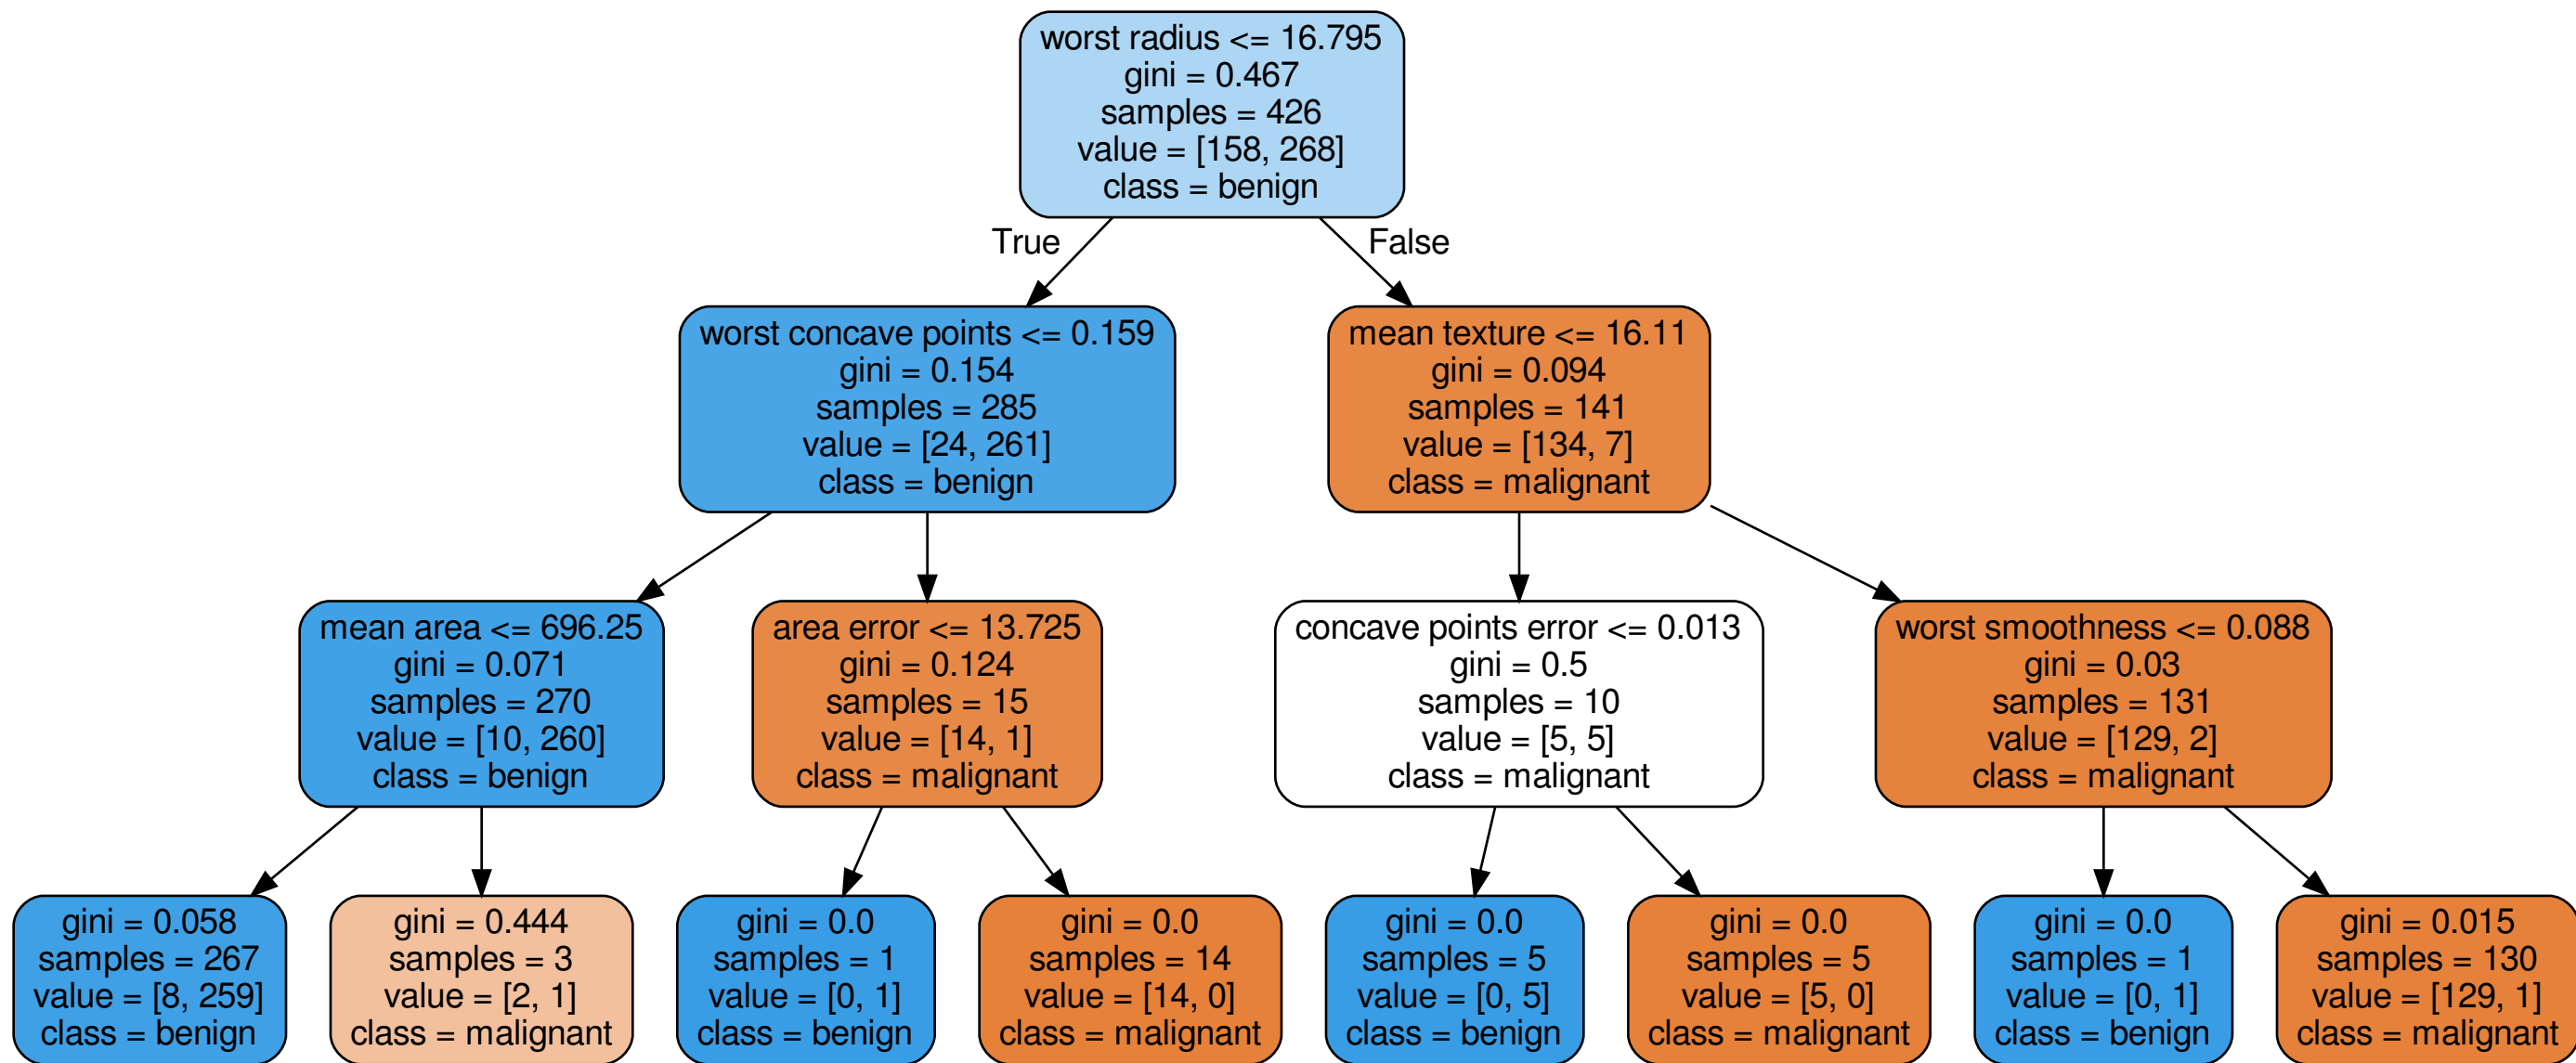 worst radius <= 16.795
gini = 0.467
samples = 426
value = [158, 268]
class = benign
True
False
worst concave points <= 0.159
gini = 0.154
samples = 285
value = [24, 261]
class = benign
mean texture <= 16.11
gini = 0.094
samples = 141
value = [134, 7]
class = malignant
mean area <= 696.25
gini = 0.071
samples = 270
value = [10, 260]
class = benign
area error <= 13.725
gini = 0.124
samples = 15
value = [14, 1]
class = malignant
concave points error <= 0.013
gini = 0.5
samples = 10
value = [5, 5]
class = malignant
worst smoothness <= 0.088
gini = 0.03
samples = 131
value = [129, 2]
class = malignant
gini = 0.058
samples = 267
value = [8, 259]
class = benign
gini = 0.444
samples = 3
value = [2, 1]
class = malignant
gini = 0.0
samples = 1
value = [0, 1]
class = benign
gini = 0.0
samples = 14
value = [14, 0]
class = malignant
gini = 0.0
samples = 5
value = [0, 5]
class = benign
gini = 0.0
samples = 5
value = [5, 0]
class = malignant
gini = 0.0
samples = 1
value = [0, 1]
class = benign
gini = 0.015
samples = 130
value = [129, 1]
class = malignant